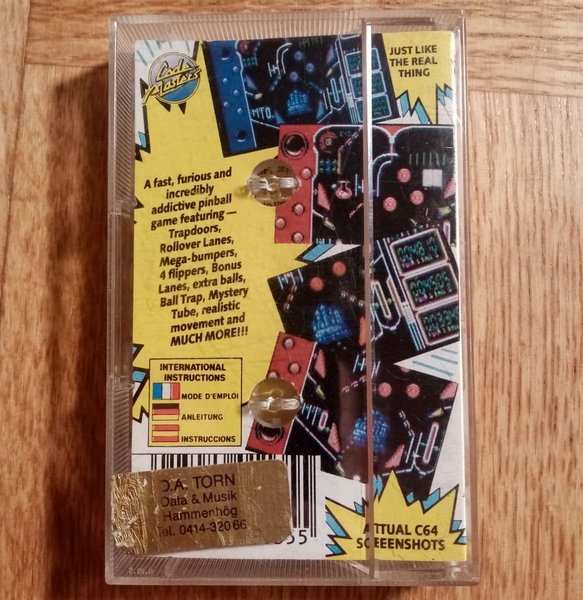 Code
Masters
JUST LIKE
THE REAL
THING
A fast, furious and
incredibly
addictive pinball
game featuring —
Trapdoors,
Rollover Lanes,
Mega-bumpers,
4 flippers, Bonus
Lanes, extra balls,
Ball Trap, Mystery
Tube, realistic
movement and
MUCH MORE!!!
INTERNATIONAL
INSTRUCTIONS
MODE D'EMPLOI
ANLEITUNG
INSTRUCCIONS
D.A. TORN
Data & Musik
Hammenhög
Tel. 0414-320 66
ACTUAL C64
SCREENSHOTS